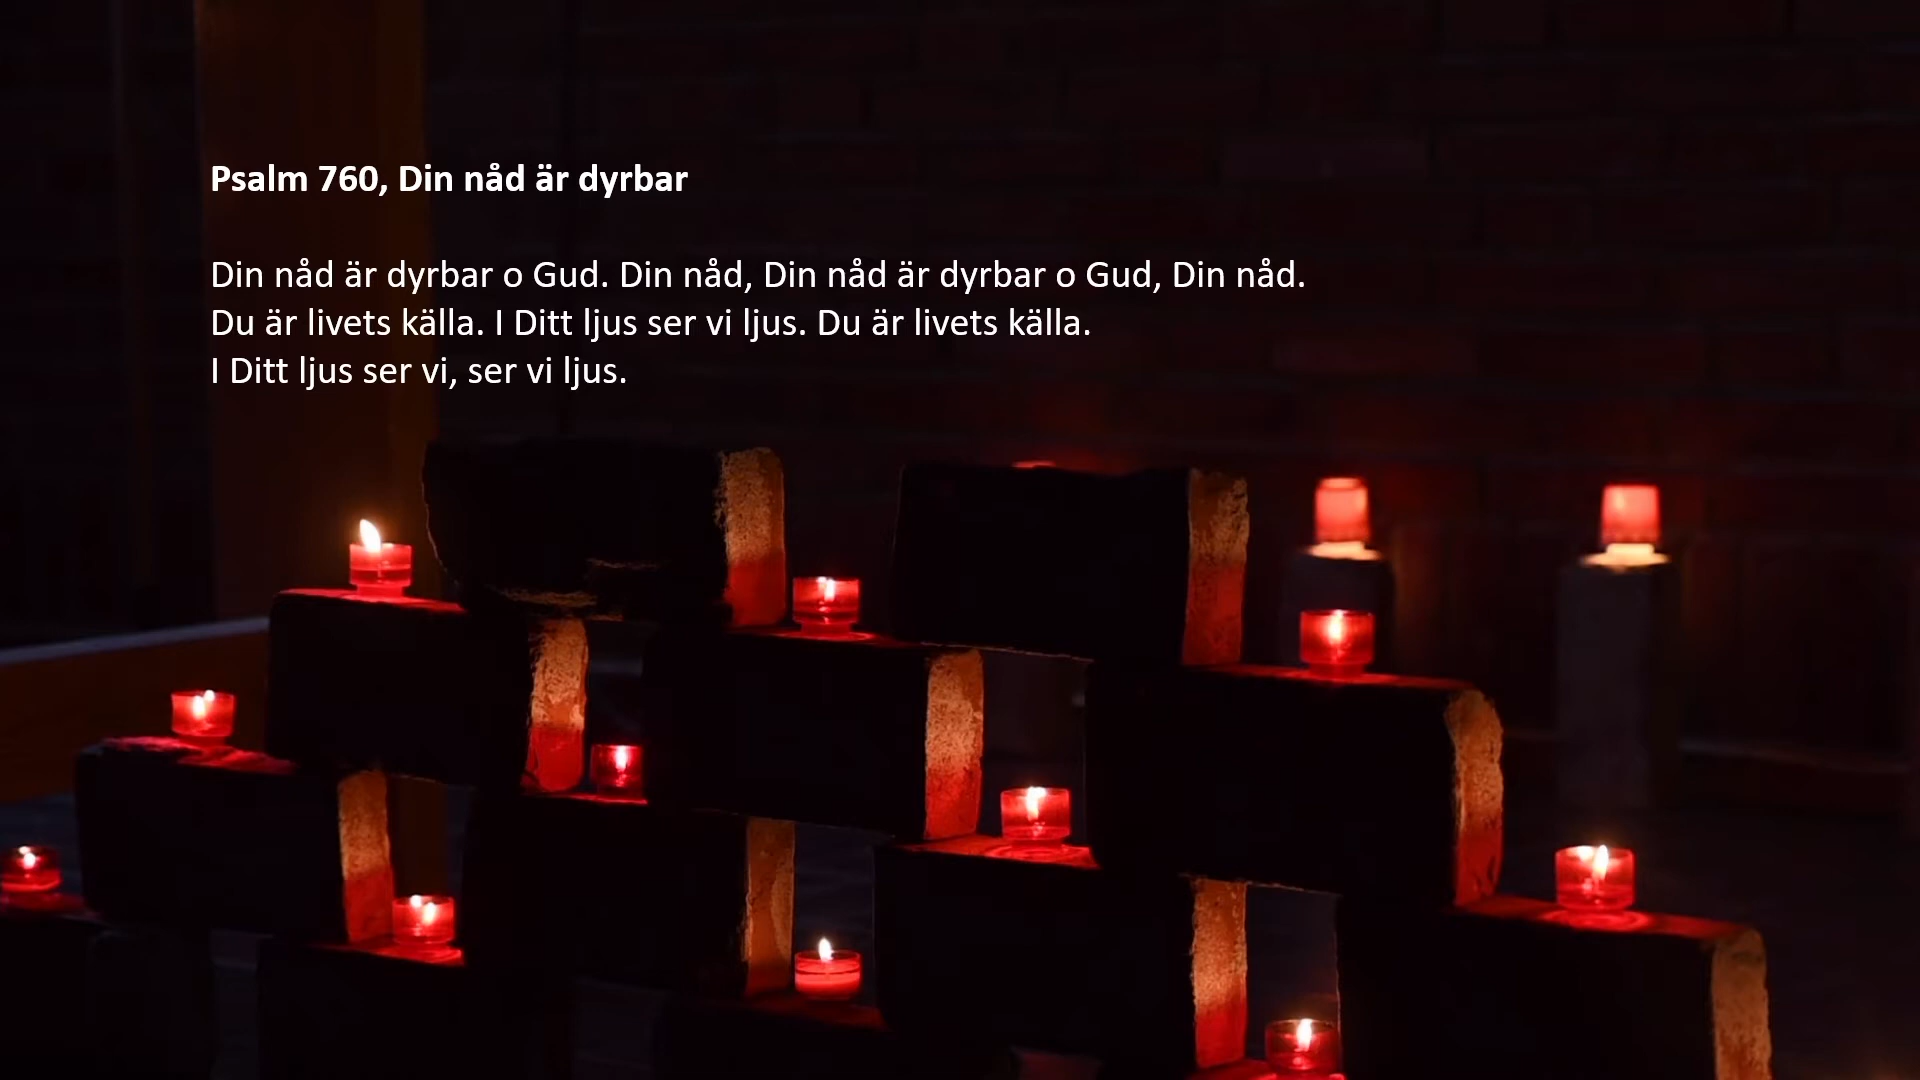 Psalm 760, Din nåd är dyrbar
Din nåd är dyrbar o Gud. Din nåd, Din nåd är dyrbar o Gud, Din nåd.
Du är livets källa. I Ditt ljus ser vi ljus. Du är livets källa.
I Ditt ljus ser vi, ser vi ljus.